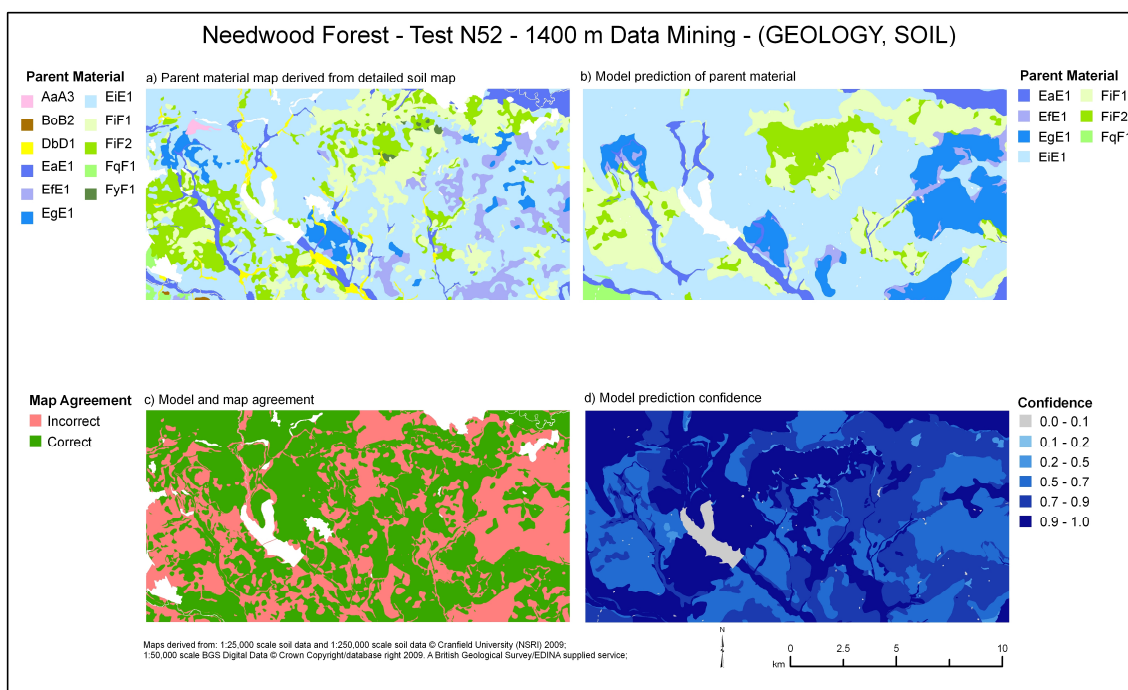 Needwood Forest - Test N52 - 1400 m Data Mining - (GEOLOGY, SOIL)
Parent Material
AaA3
BoB2
DbD1
EaE1
EfE1
EgE1
EiE1
FiF1
FiF2
FqF1
FyF1
a) Parent material map derived from detailed soil map
b) Model prediction of parent material
Parent Material
EaE1
EfE1
EgE1
EiE1
FiF1
FiF2
FqF1
Map Agreement
Incorrect
Correct
c) Model and map agreement
d) Model prediction confidence
Confidence
0.0 - 0.1
0.1 - 0.2
0.2 - 0.5
0.5 - 0.7
0.7 - 0.9
0.9 - 1.0
Maps derived from: 1:25,000 scale soil data and 1:250,000 scale soil data © Cranfield University (NSRI) 2009;
1:50,000 scale BGS Digital Data © Crown Copyright/database right 2009. A British Geological Survey/EDINA supplied service;
N
0 2.5 5 10
km